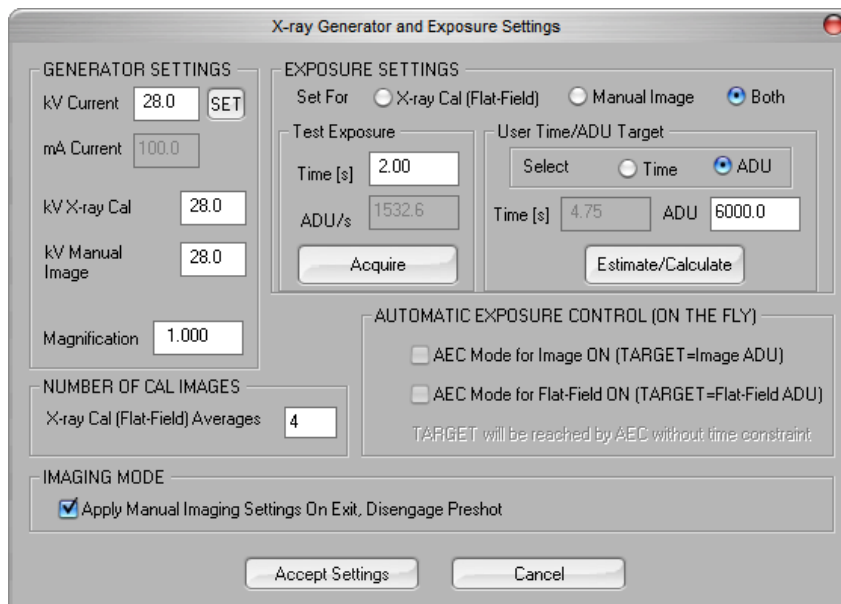 X-ray Generator and Exposure Settings
GENERATOR SETTINGS
kV Current 28.0 SET
mA Current 100.0
kV X-ray Cal 28.0
kV Manual Image 28.0
Magnification 1.000
EXPOSURE SETTINGS
Set For X-ray Cal (Flat-Field) Manual Image Both
Test Exposure
Time [s] 2.00
ADU/s 1532.6
Acquire
User Time/ADU Target
Select Time ADU
Time [s] 4.75 ADU 6000.0
Estimate/Calculate
AUTOMATIC EXPOSURE CONTROL (ON THE FLY)
AEC Mode for Image ON (TARGET=Image ADU)
AEC Mode for Flat-Field ON (TARGET=Flat-Field ADU)
TARGET will be reached by AEC without time constraint
NUMBER OF CAL IMAGES
X-ray Cal (Flat-Field) Averages 4
IMAGING MODE
Apply Manual Imaging Settings On Exit, Disengage Preshot
Accept Settings Cancel